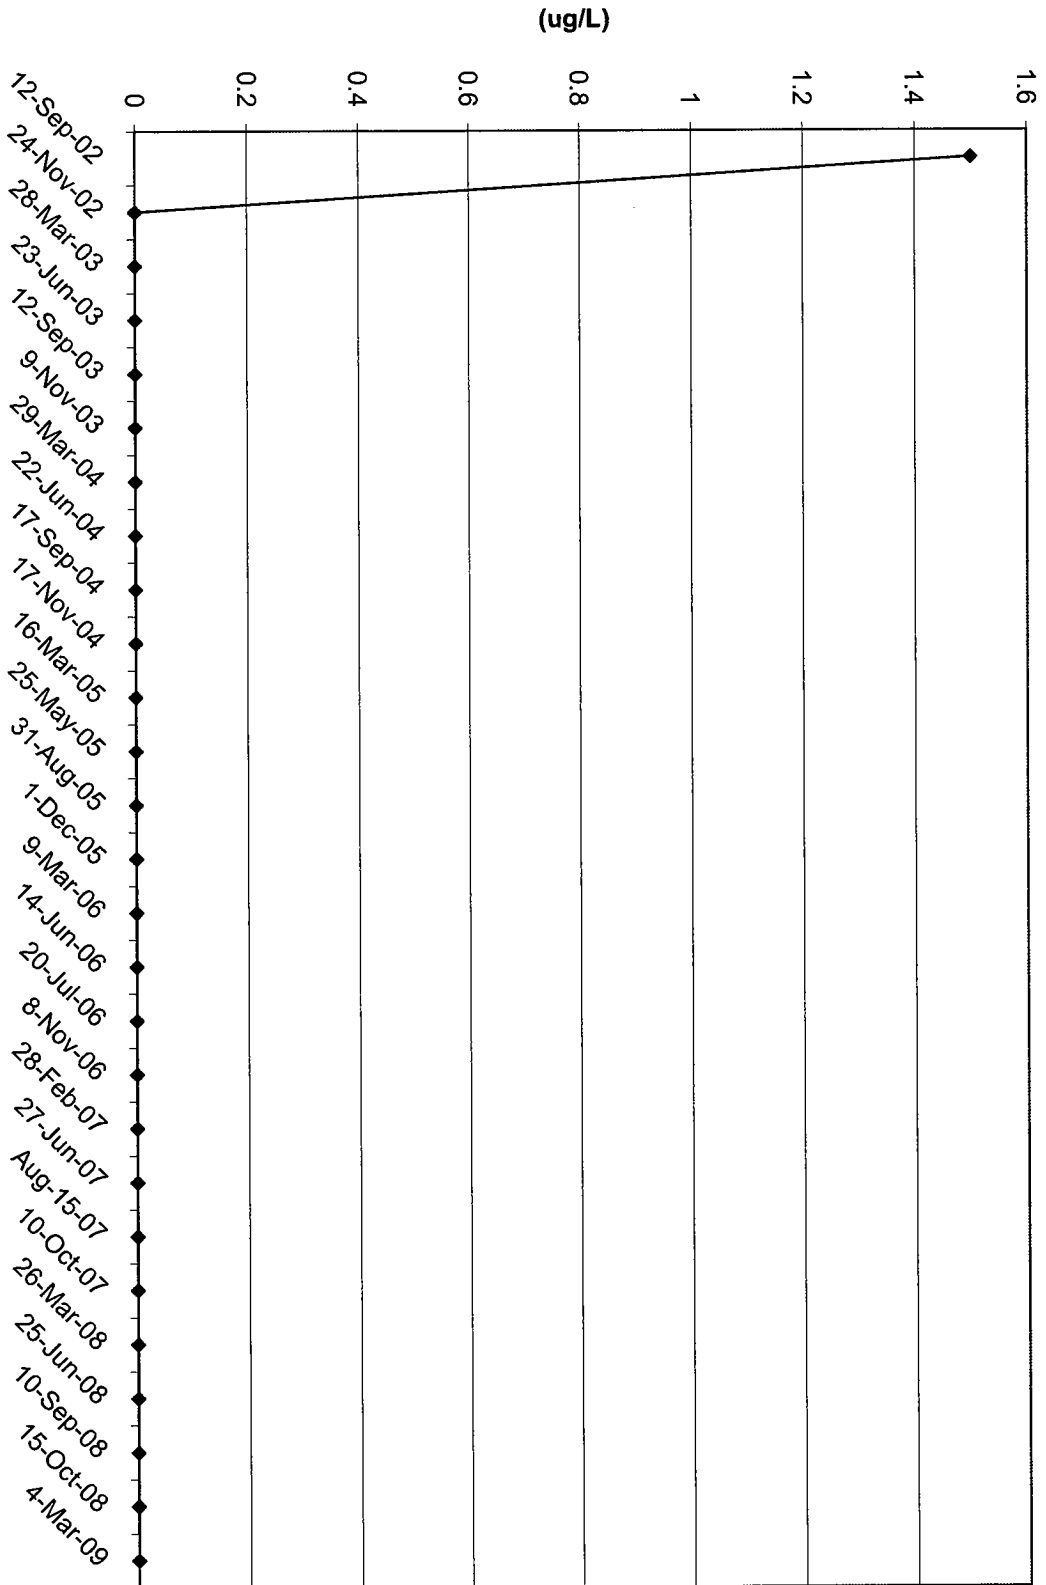 (ug/L)
1.6
1.4
1.2
1
0.8
0.6
0.4
0.2
0
12-Sep-02
24-Nov-02
28-Mar-03
23-Jun-03
12-Sep-03
9-Nov-03
29-Mar-04
22-Jun-04
17-Sep-04
17-Nov-04
16-Mar-05
25-May-05
31-Aug-05
1-Dec-05
9-Mar-06
14-Jun-06
20-Jul-06
8-Nov-06
28-Feb-07
27-Jun-07
Aug-15-07
10-Oct-07
26-Mar-08
25-Jun-08
10-Sep-08
15-Oct-08
4-Mar-09